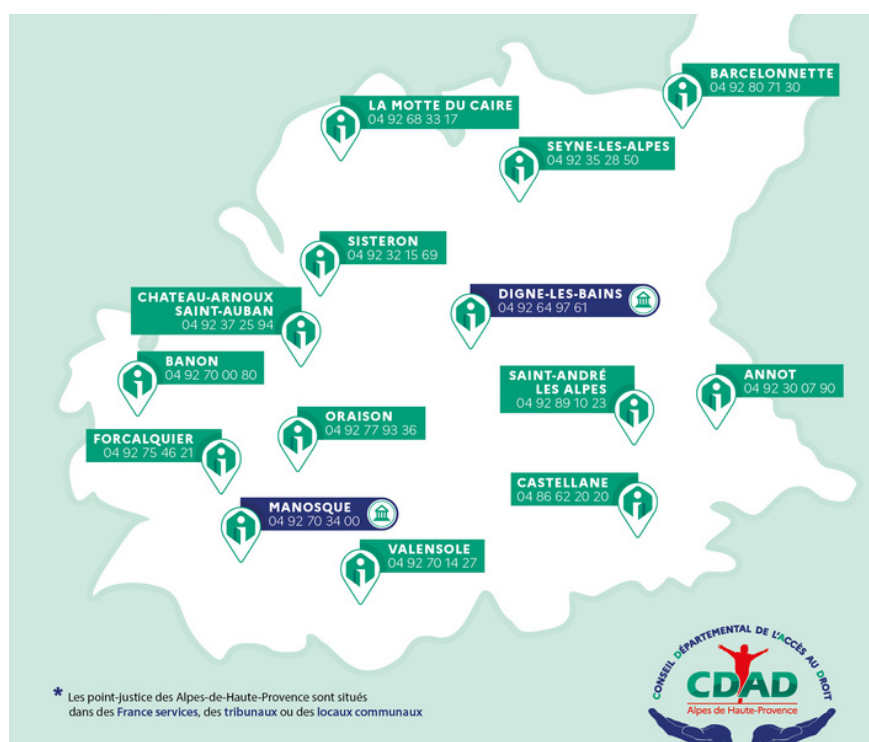 BARCELONNETTE
04 92 80 71 30
LA MOTTE DU CAIRE
04 92 68 33 17
SEYNE-LES-ALPES
04 92 35 28 50
SISTERON
04 92 32 15 69
DIGNE-LES-BAINS
04 92 64 97 61
CHATEAU-ARNOUX
SAINT-AUBAN
04 92 37 25 94
BANON
04 92 70 00 80
SAINT-ANDRÉ
LES ALPES
04 92 89 10 23
ANNOT
04 92 30 07 90
ORAISON
04 92 77 93 36
FORCALQUIER
04 92 75 46 21
CASTELLANE
04 86 62 20 20
MANOSQUE
04 92 70 34 00
VALENSOLE
04 92 70 14 27
* Les point-justice des Alpes-de-Haute-Provence sont situés
dans des France services, des tribunaux ou des locaux communaux
CONSEIL DÉPARTEMENTAL DE L'ACCÈS AU DROIT
CDAD
Alpes de Haute-Provence